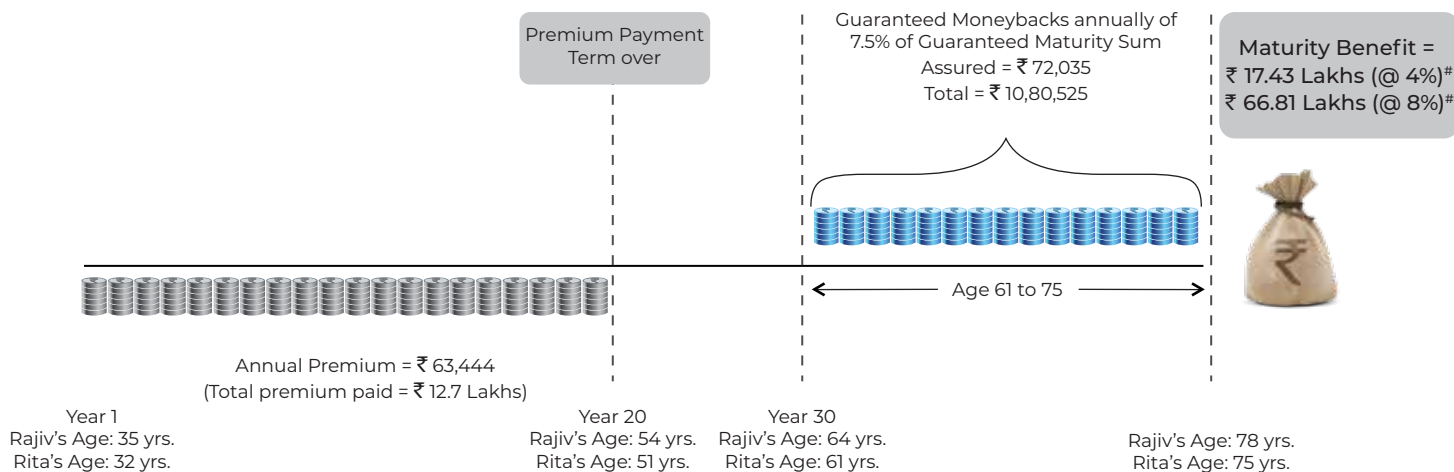 Premium Payment
Term over
Guaranteed Moneybacks annually of
7.5% of Guaranteed Maturity Sum
Assured = ₹ 72,035
Total = ₹ 10,80,525
Maturity Benefit =
₹ 17.43 Lakhs (@ 4%)#
₹ 66.81 Lakhs (@ 8%)#
₹
Age 61 to 75
Annual Premium = ₹ 63,444
(Total premium paid = ₹ 12.7 Lakhs)
Year 1
Rajiv's Age: 35 yrs.
Rita's Age: 32 yrs.
Year 20
Rajiv's Age: 54 yrs.
Rita's Age: 51 yrs.
Year 30
Rajiv's Age: 64 yrs.
Rita's Age: 61 yrs.
Rajiv's Age: 78 yrs.
Rita's Age: 75 yrs.